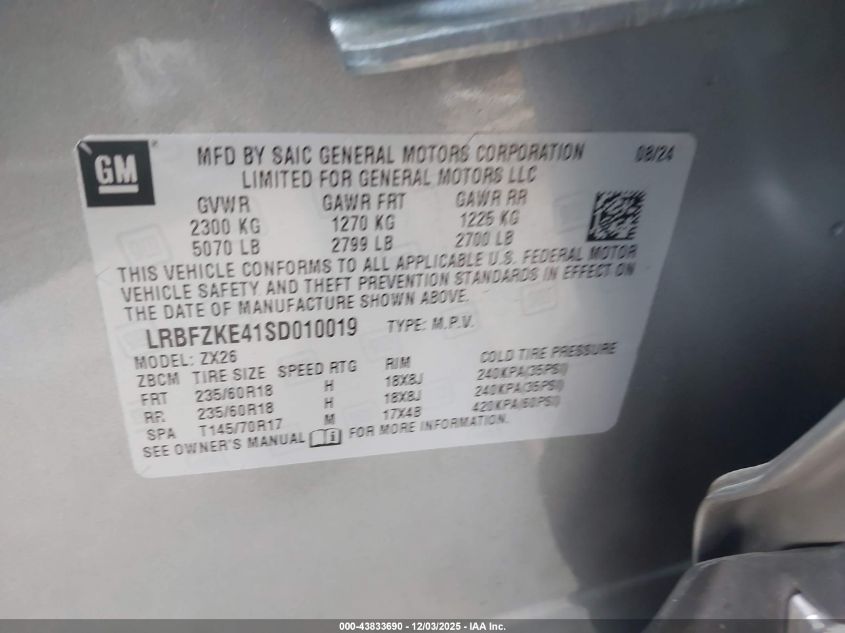 GM ®
MFD BY SAIC GENERAL MOTORS CORPORATION 08/24
LIMITED FOR GENERAL MOTORS LLC
GVWR GAWR FRT GAWR RR
2300 KG 1270 KG 1225 KG
5070 LB 2799 LB 2700 LB
THIS VEHICLE CONFORMS TO ALL APPLICABLE U.S. FEDERAL MOTOR
VEHICLE SAFETY AND THEFT PREVENTION STANDARDS IN EFFECT ON
THE DATE OF MANUFACTURE SHOWN ABOVE.
LRBFZKE41SD010019 TYPE: M.P.V.
MODEL: ZX26
ZBCM TIRE SIZE SPEED RTG RIM COLD TIRE PRESSURE
FRT 235/60R18 H 18X8J 240KPA(35PSI)
RR 235/60R18 H 18X8J 240KPA(35PSI)
SPA T145/70R17 M 17X4B 420KPA(60PSI)
SEE OWNER'S MANUAL FOR MORE INFORMATION.
000-43833690 - 12/03/2025 - IAA Inc.